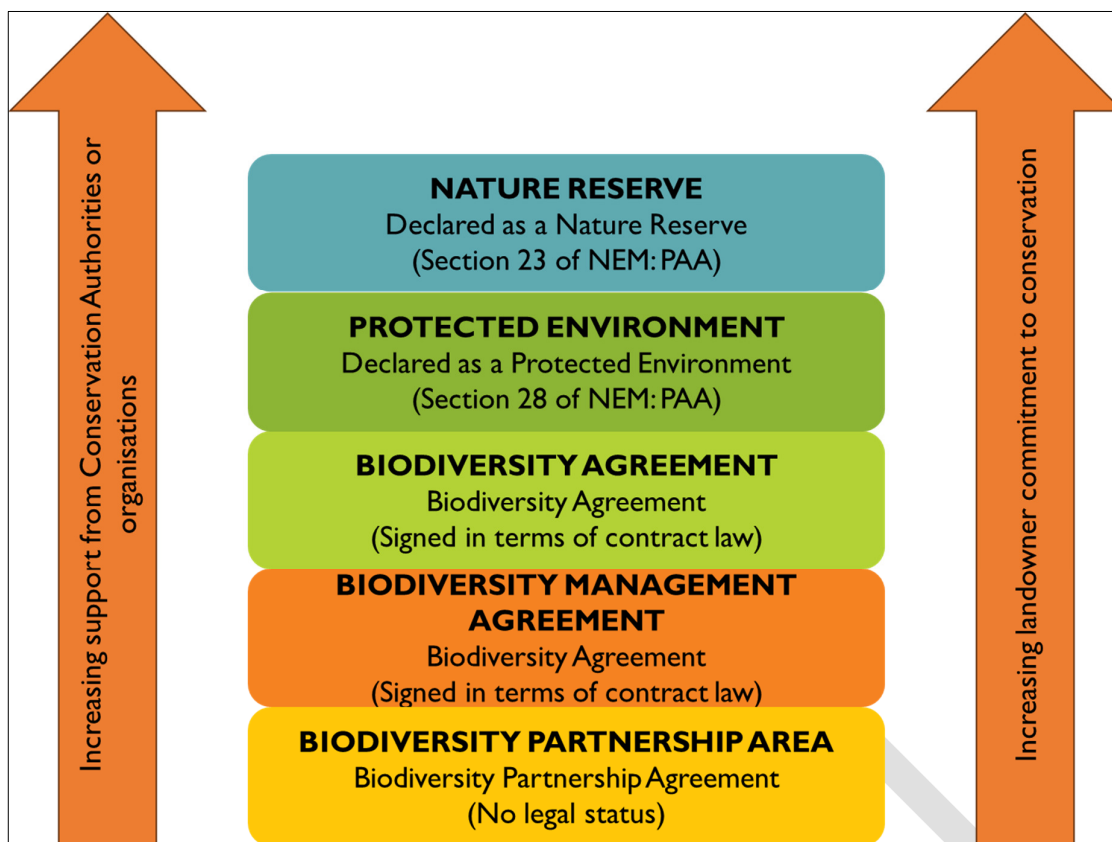 Increasing support from Conservation Authorities or
organisations
NATURE RESERVE
Declared as a Nature Reserve
(Section 23 of NEM: PAA)
PROTECTED ENVIRONMENT
Declared as a Protected Environment
(Section 28 of NEM: PAA)
BIODIVERSITY AGREEMENT
Biodiversity Agreement
(Signed in terms of contract law)
BIODIVERSITY MANAGEMENT
AGREEMENT
Biodiversity Agreement
(Signed in terms of contract law)
BIODIVERSITY PARTNERSHIP AREA
Biodiversity Partnership Agreement
(No legal status)
Increasing landowner commitment to conservation